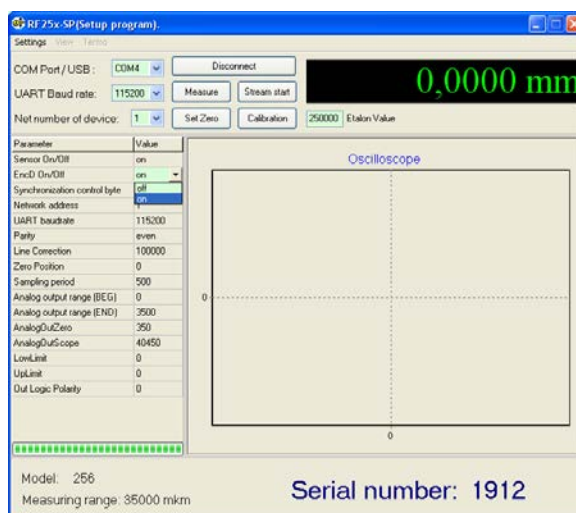 RF25x-SP(Setup program).
Settings View Terms
COM Port / USB : COM4 Disconnect
0,0000 mm
UART Baud rate: 115200 Measure Stream start
Net number of device: 1 Set Zero Calibration 250000 Etalon Value
Parameter Value
Sensor On/Off on
EncD On/Off on
off
on
Synchronization control byte
Network address
UART baudrate 115200
Parity even
Line Correction 100000
Zero Position 0
Sampling period 500
Analog output range (BEG) 0
Analog output range (END) 3500
AnalogOutZero 350
AnalogOutScope 40450
LowLimit 0
UpLimit 0
Out Logic Polarity 0
Oscilloscope
0
0
Model: 256
Measuring range: 35000 mkm
Serial number: 1912